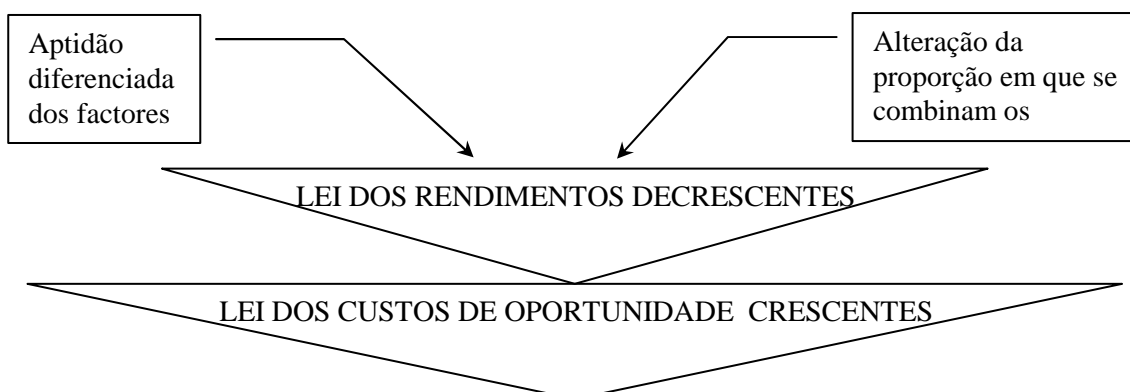 Aptidão
diferenciada
dos factores
Alteração da
proporção em que se
combinam os
LEI DOS RENDIMENTOS DECRESCENTES
LEI DOS CUSTOS DE OPORTUNIDADE CRESCENTES